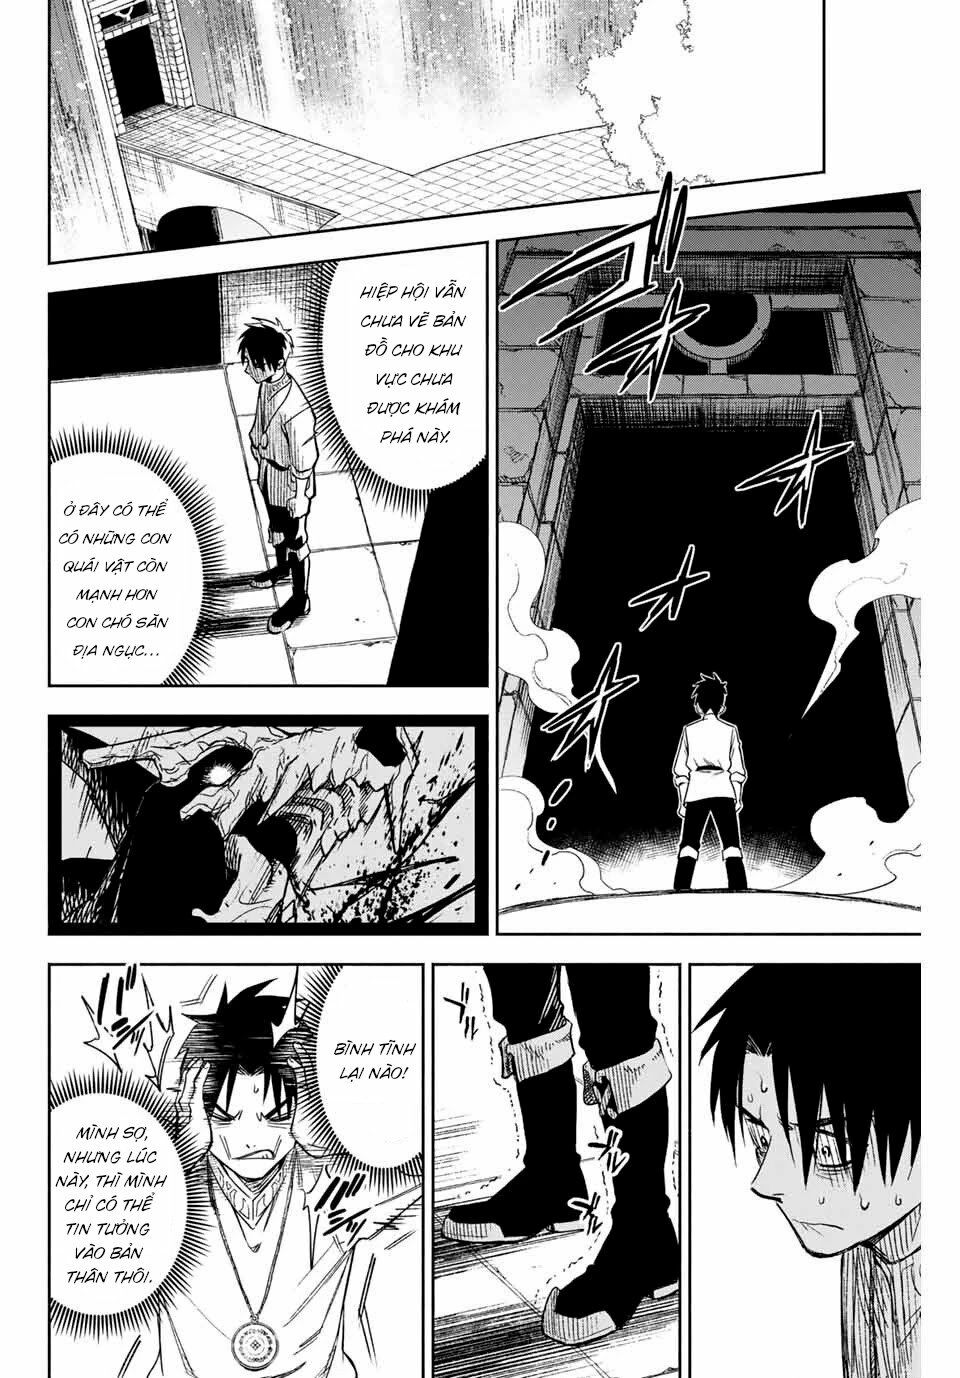 HIỆP HỘI VẪN
CHƯA VẼ BẢN
ĐỒ CHO KHU
VỰC CHƯA
ĐƯỢC KHÁM
PHÁ NÀY.
Ở ĐÂY CÓ THỂ
CÓ NHỮNG CON
QUÁI VẬT CÒN
MẠNH HƠN
CON CHÓ SĂN
ĐỊA NGỤC...
BÌNH TĨNH
LẠI NÀO!
MÌNH SỢ,
NHƯNG LÚC
NÀY, THÌ MÌNH
CHỈ CÓ THỂ
TIN TƯỞNG
VÀO BẢN
THÂN THÔI.